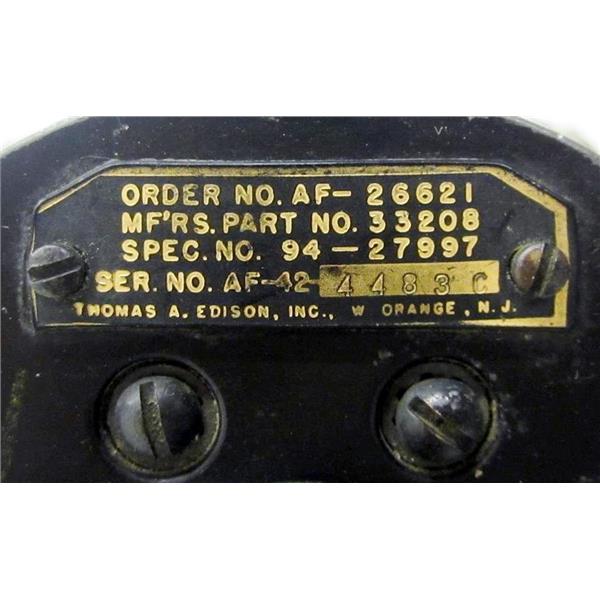 ORDER NO. AF-26621
MF'RS. PART NO. 33208
SPEC. NO. 94-27997
SER. NO. AF-42-4483C
THOMAS A. EDISON, INC., W ORANGE, N.J.